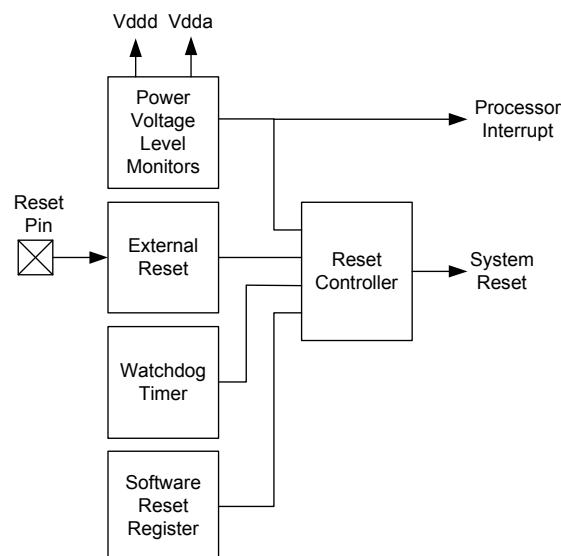 Vddd Vdda
Power
Voltage
Level
Monitors
Processor
Interrupt
Reset
Pin
External
Reset
Reset
Controller
System
Reset
Watchdog
Timer
Software
Reset
Register